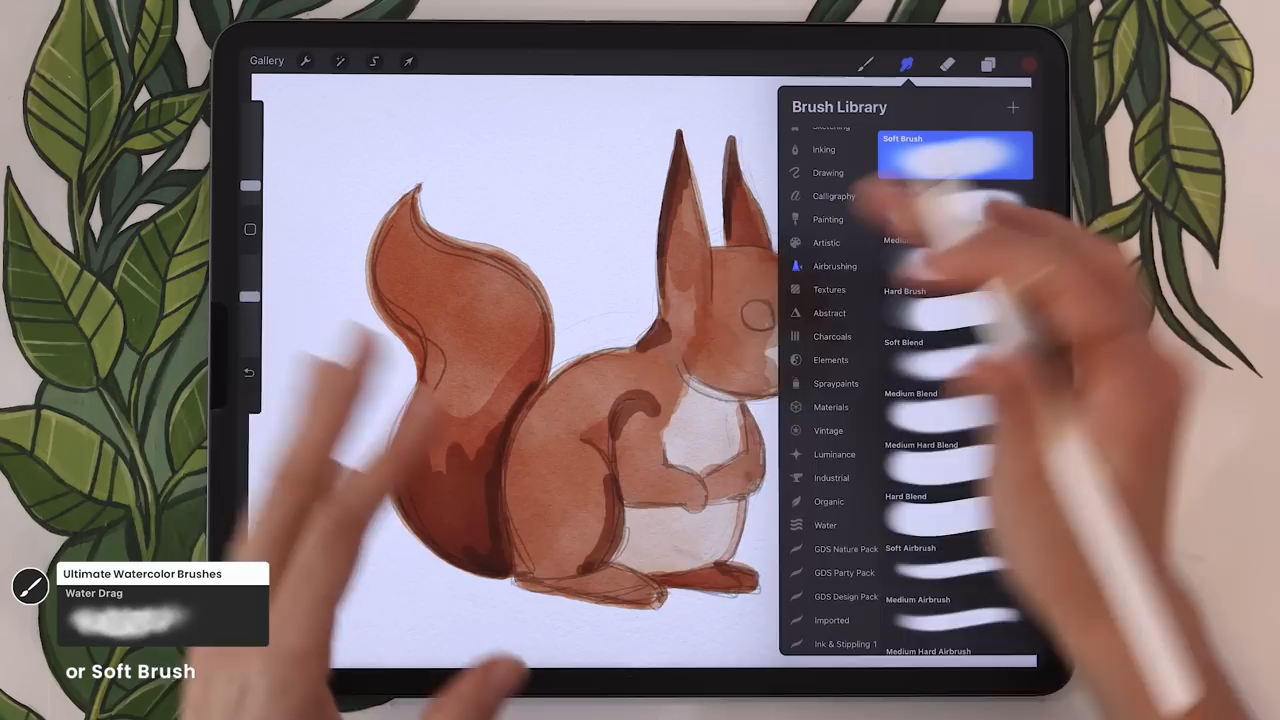 Gallery
Brush Library
Sketching
Inking
Drawing
Calligraphy
Painting
Artistic
Airbrushing
Textures
Abstract
Charcoals
Elements
Spraypaints
Materials
Vintage
Luminance
Industrial
Organic
Water
GDS Nature Pack
GDS Party Pack
GDS Design Pack
Imported
Ink & Stippling 1
Soft Brush
Hard Brush
Soft Blend
Medium Blend
Medium Hard Blend
Hard Blend
Soft Airbrush
Medium Airbrush
Medium Hard Airbrush
Ultimate Watercolor Brushes
Water Drag
or Soft Brush